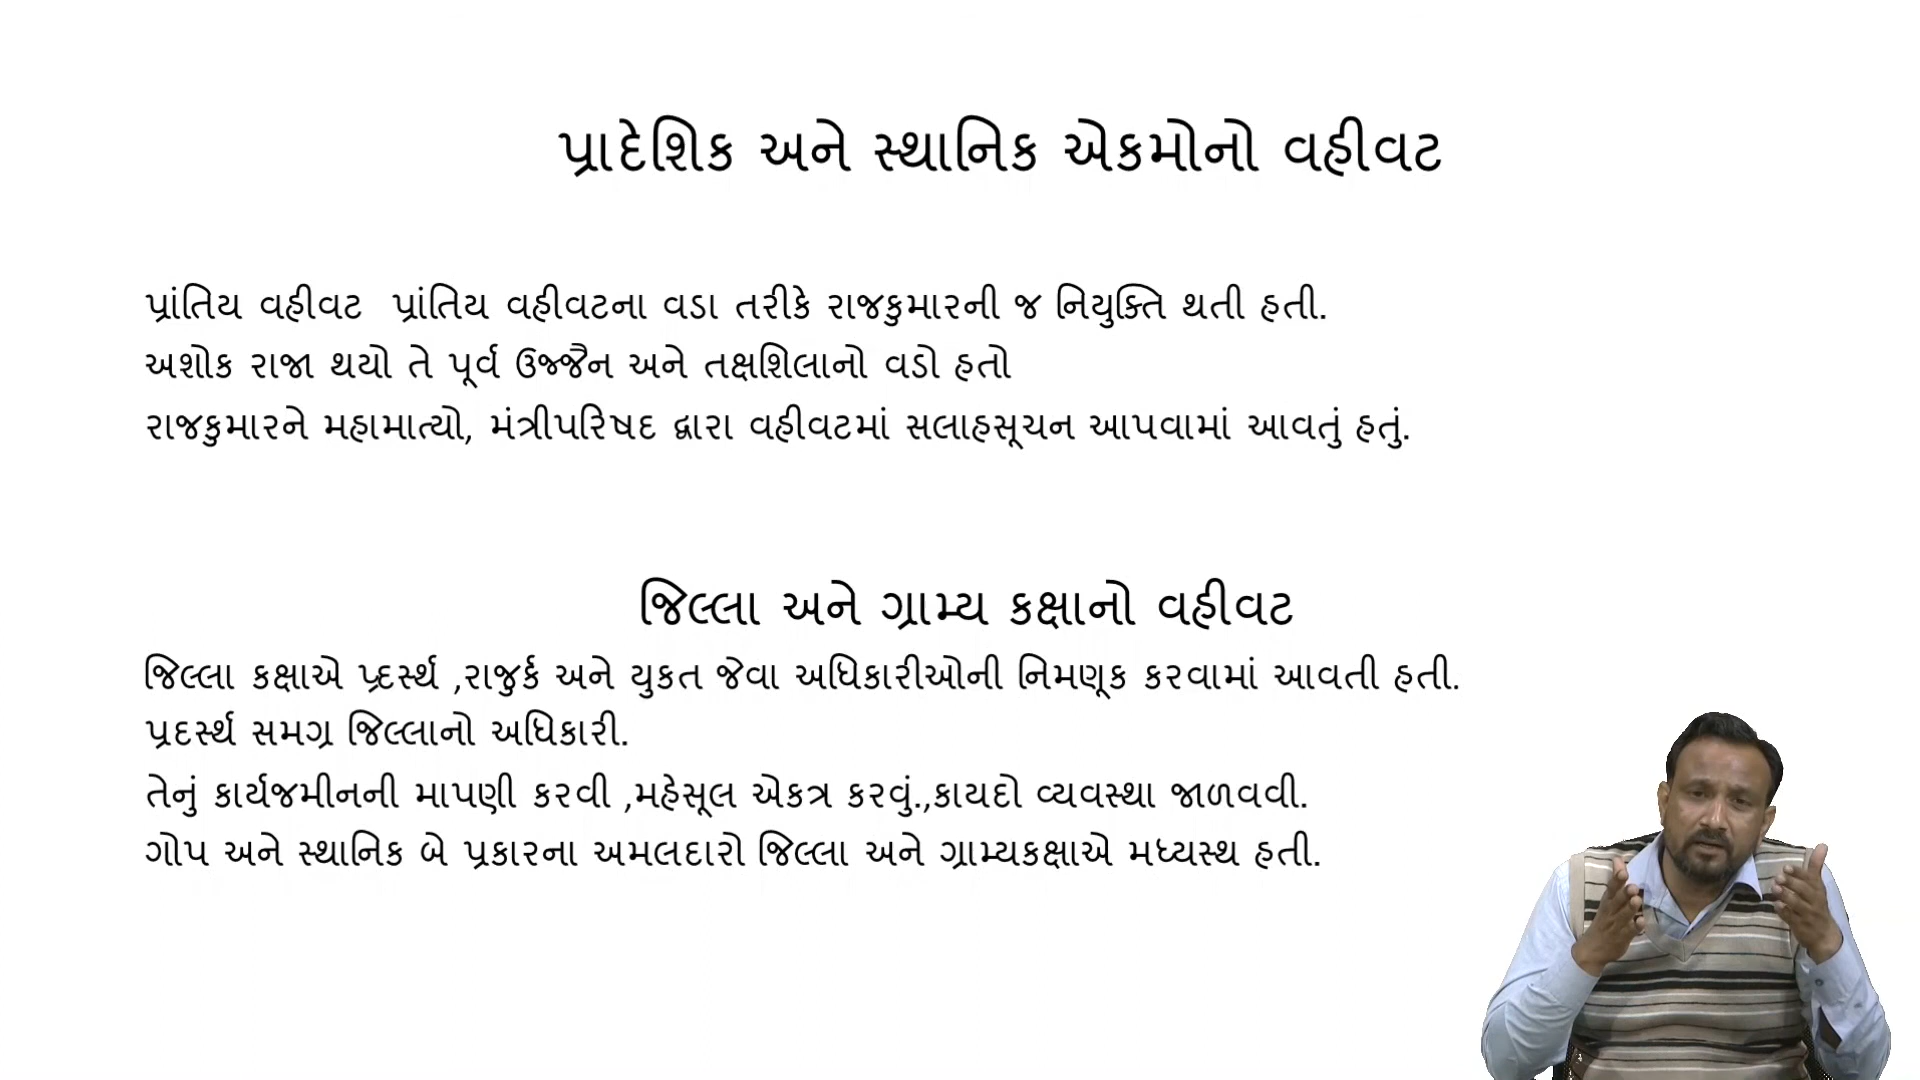 પ્રાદેશિક અને સ્થાનિક એકમોનો વહીવટ
પ્રાંતિય વહીવટ પ્રાંતિય વહીવટના વડા તરીકે રાજકુમારની જ નિયુક્તિ થતી હતી.
અશોક રાજા થયો તે પૂર્વ ઉજ્જૈન અને તક્ષશિલાનો વડો હતો
રાજકુમારને મહામાત્યો, મંત્રીપરિષદ દ્વારા વહીવટમાં સલાહસૂચન આપવામાં આવતું હતું.
જિલ્લા અને ગ્રામ્ય કક્ષાનો વહીવટ
જિલ્લા કક્ષાએ પ્રદર્સ્થ ,રાજુર્ક અને યુકત જેવા અધિકારીઓની નિમણૂક કરવામાં આવતી હતી.
પ્રદર્સ્થ સમગ્ર જિલ્લાનો અધિકારી.
તેનું કાર્યજમીનની માપણી કરવી ,મહેસૂલ એકત્ર કરવું.,કાયદો વ્યવસ્થા જાળવવી.
ગોપ અને સ્થાનિક બે પ્રકારના અમલદારો જિલ્લા અને ગ્રામ્યકક્ષાએ મધ્યસ્થ હતી.